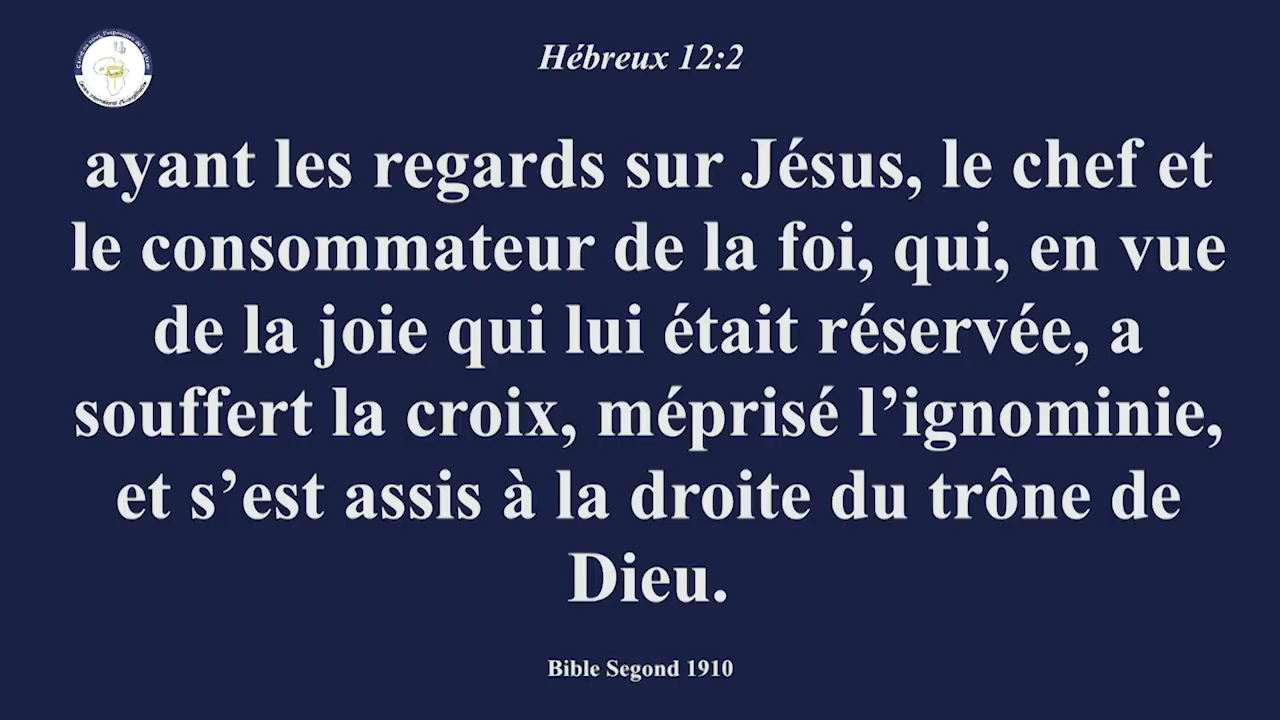 Hébreux 12:2
ayant les regards sur Jésus, le chef et
le consommateur de la foi, qui, en vue
de la joie qui lui était réservée, a
souffert la croix, méprisé l’ignominie,
et s’est assis à la droite du trône de
Dieu.
Bible Segond 1910